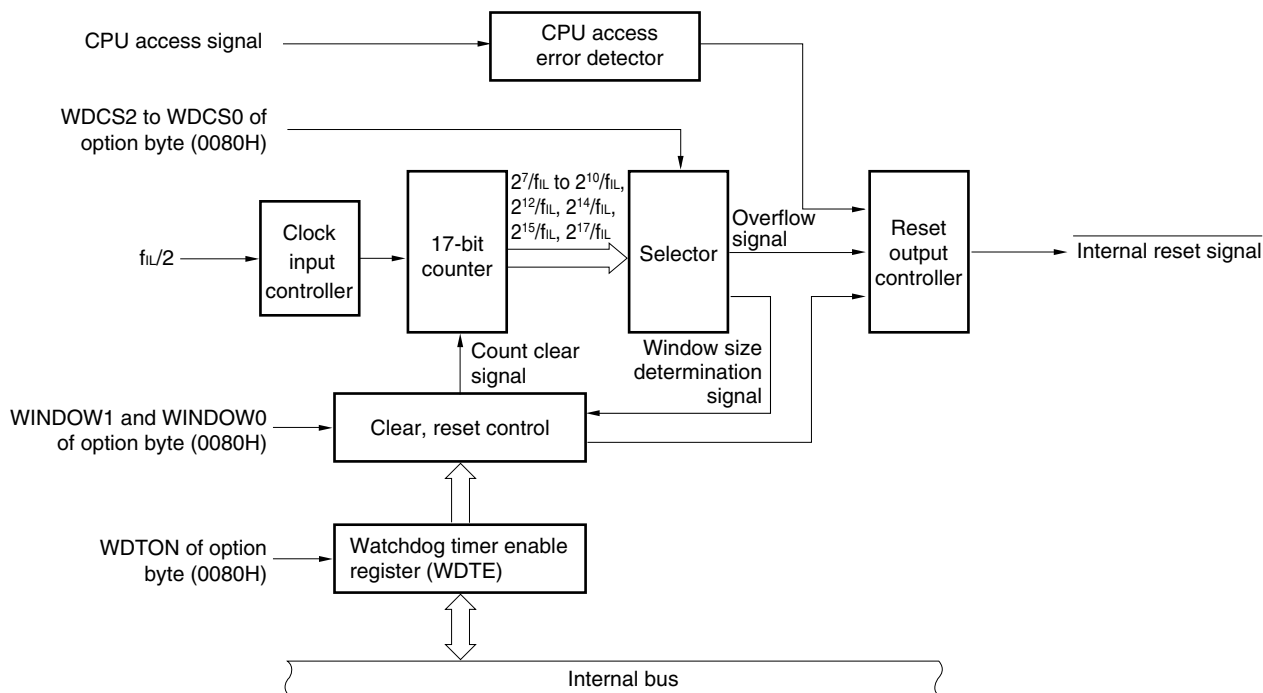 CPU access signal
CPU access
error detector
WDCS2 to WDCS0 of
option byte (0080H)
2⁷/fIL to 2¹⁰/fIL,
2¹²/fIL, 2¹⁴/fIL,
2¹⁵/fIL, 2¹⁷/fIL
fIL/2
Clock
input
controller
17-bit
counter
Selector
Overflow
signal
Reset
output
controller
Internal reset signal
Count clear
signal
Window size
determination
signal
WINDOW1 and WINDOW0
of option byte (0080H)
Clear, reset control
WDTON of option
byte (0080H)
Watchdog timer enable
register (WDTE)
Internal bus